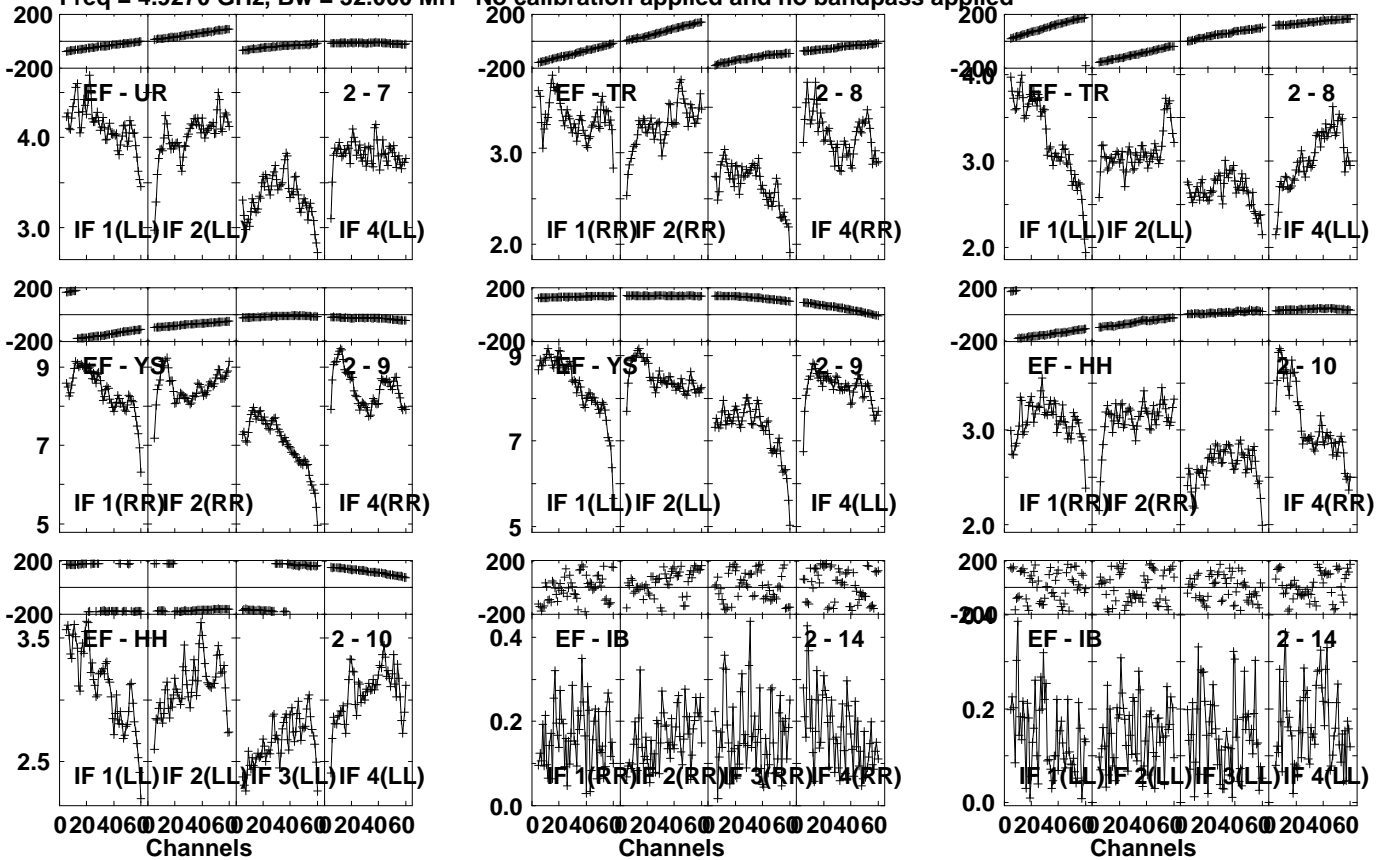 Freq = 4.9270 GHz, Bw = 32.000 MH No calibration applied and no bandpass applied
200
-200
EF - UR
2 - 7
4.0
3.0
IF 1(LL)
IF 2(LL)
IF 4(LL)
200
-200
EF - TR
2 - 8
3.0
2.0
IF 1(RR)
IF 2(RR)
IF 4(RR)
200
-200
4.0
EF - TR
2 - 8
3.0
2.0
IF 1(LL)
IF 2(LL)
IF 4(LL)
200
-200
9
EF - YS
2 - 9
7
5
IF 1(RR)
IF 2(RR)
IF 4(RR)
200
-200
9
EF - YS
2 - 9
7
5
IF 1(LL)
IF 2(LL)
IF 4(LL)
200
-200
EF - HH
2 - 10
3.0
2.0
IF 1(RR)
IF 2(RR)
IF 4(RR)
200
-200
3.5
EF - HH
2 - 10
2.5
IF 1(LL)
IF 2(LL)
IF 3(LL)
IF 4(LL)
200
-200
0.4
EF - IB
2 - 14
0.2
0.0
IF 1(RR)
IF 2(RR)
IF 3(RR)
IF 4(RR)
200
-200
0.4
EF - IB
2 - 14
0.2
0.0
IF 1(LL)
IF 2(LL)
IF 3(LL)
IF 4(LL)
0 20 40 60 0 20 40 60 0 20 40 60 0 20 40 60
Channels
0 20 40 60 0 20 40 60 0 20 40 60 0 20 40 60
Channels
0 20 40 60 0 20 40 60 0 20 40 60 0 20 40 60
Channels